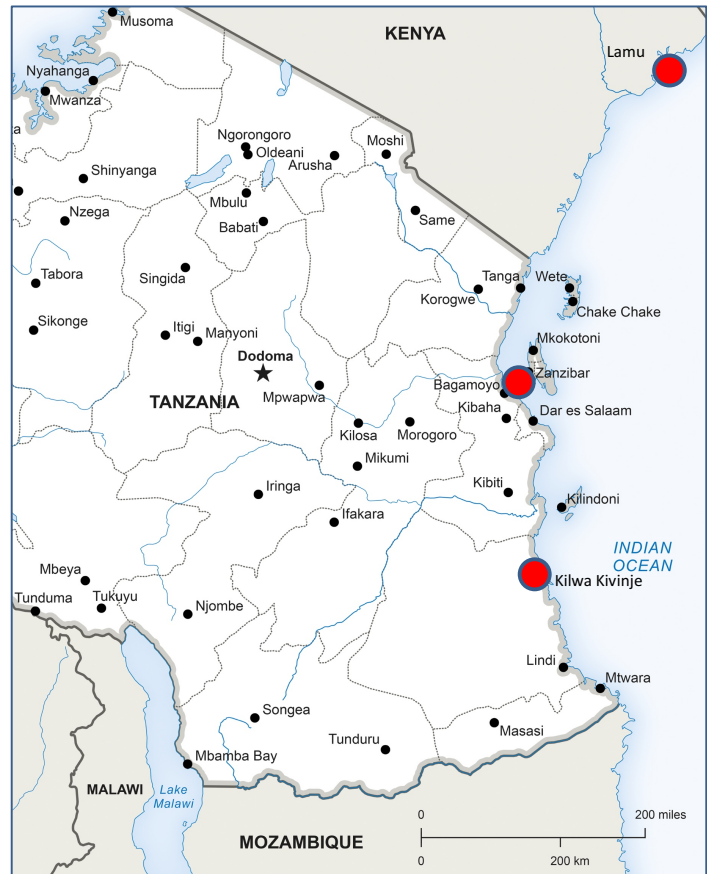 Musoma
KENYA
Lamu
Nyahanga
Mwanza
a
Ngorongoro
Oldeani
Arusha
Moshi
Shinyanga
Mbulu
Babati
Same
Nzega
Tabora
Singida
Tanga
Wete
Korogwe
Chake Chake
Sikonge
Itigi
Manyoni
Mkokotoni
Dodoma
Zanzibar
Mpwapwa
Bagamoyo
TANZANIA
Kibaha
Dar es Salaam
Kilosa
Morogoro
Mikumi
Iringa
Kibiti
Kilindoni
Ifakara
INDIAN
OCEAN
Mbeya
Kilwa Kivinje
Tunduma
Tukuyu
Njombe
Lindi
Mtwara
Songea
Tunduru
Masasi
Mbamba Bay
MALAWI
Lake
Malawi
MOZAMBIQUE
0
200 miles
0
200 km